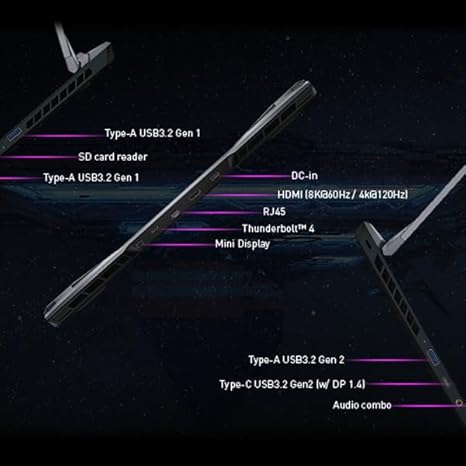 Type-A USB3.2 Gen 1
SD card reader
Type-A USB3.2 Gen 1
DC-in
HDMI (8K@60Hz / 4k@120Hz)
RJ45
Thunderbolt™ 4
Mini Display
Type-A USB3.2 Gen 2
Type-C USB3.2 Gen2 (w/ DP 1.4)
Audio combo